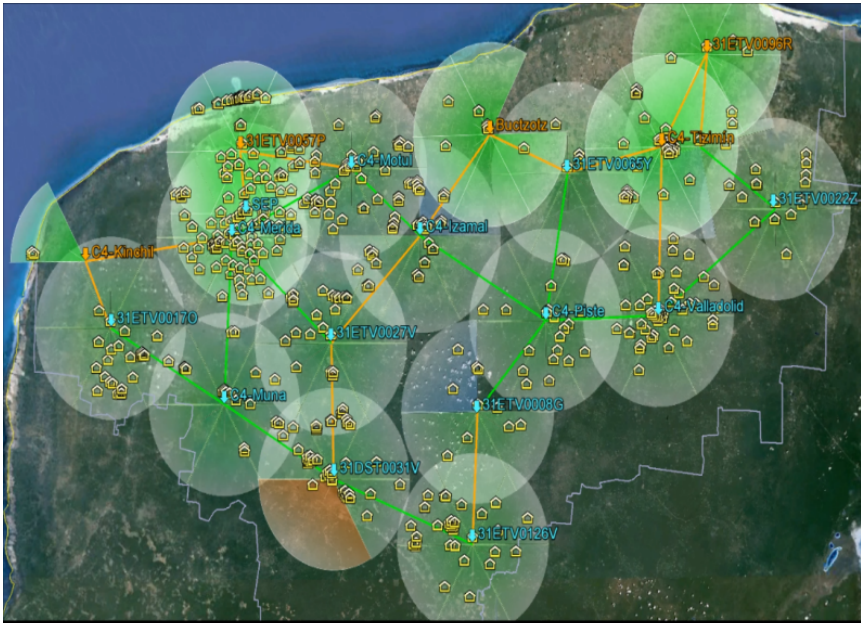 31ETV0096R
31ETV0057P
Buctzotz
C4-Tizimin
C4-Motul
31ETV0065Y
31ETV0022Z
SEP
C4-Merida
C4-Izamal
C4-Kinchil
31ETV0017O
C4-Piste
C4-Valladolid
31ETV0027V
C4-Muna
31ETV0008G
31DST0031V
31ETV0126V